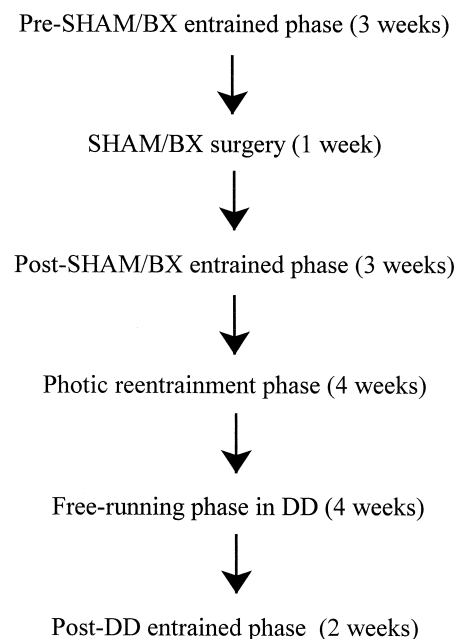 Pre-SHAM/BX entrained phase (3 weeks)
SHAM/BX surgery (1 week)
Post-SHAM/BX entrained phase (3 weeks)
Photic reentrainment phase (4 weeks)
Free-running phase in DD (4 weeks)
Post-DD entrained phase (2 weeks)